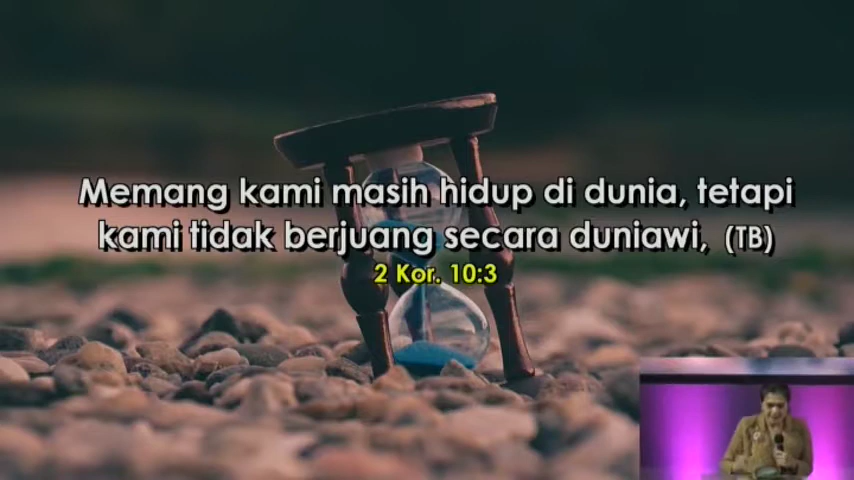 Memang kami masih hidup di dunia, tetapi
kami tidak berjuang secara duniawi, (TB)
2 Kor. 10:3